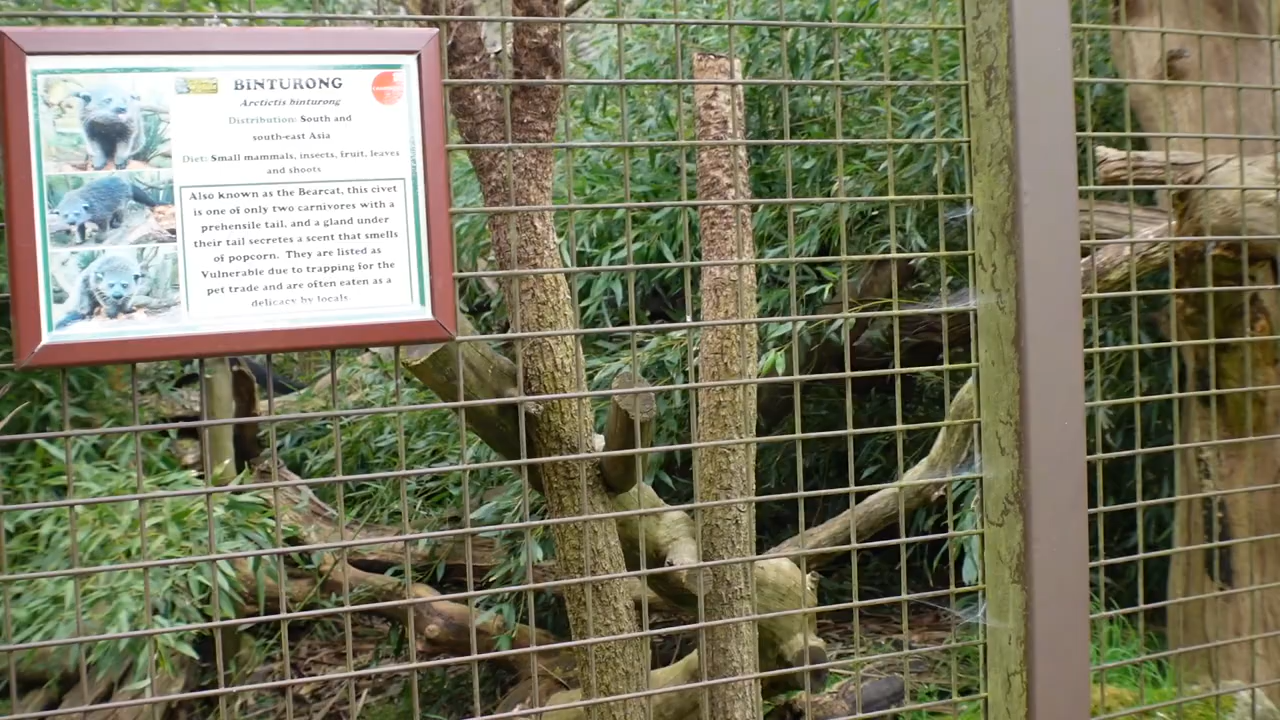 BINTURONG
Arctictis binturong
Distribution: South and
south-east Asia
Diet: Small mammals, insects, fruit, leaves
and shoots
Also known as the Bearcat, this civet
is one of only two carnivores with a
prehensile tail, and a gland under
their tail secretes a scent that smells
of popcorn. They are listed as
Vulnerable due to trapping for the
pet trade and are often eaten as a
delicacy by locals